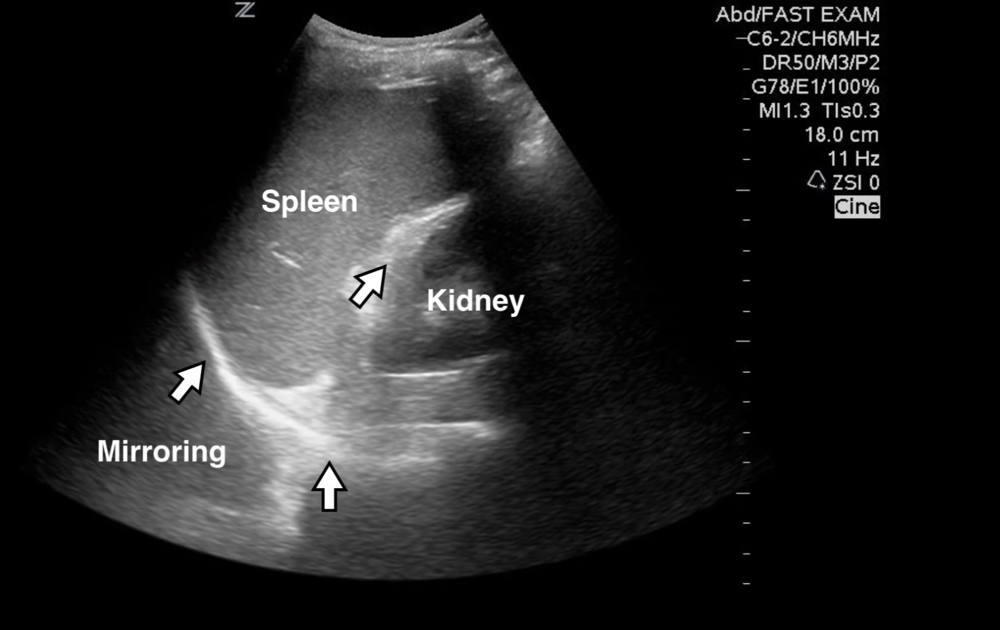 Z
Abd/FAST EXAM
C6-2/CH6MHz
DR50/M3/P2
G78/E1/100%
MI1.3 TIs0.3
18.0 cm
11 Hz
ZSI 0
Cine
Spleen
Kidney
Mirroring